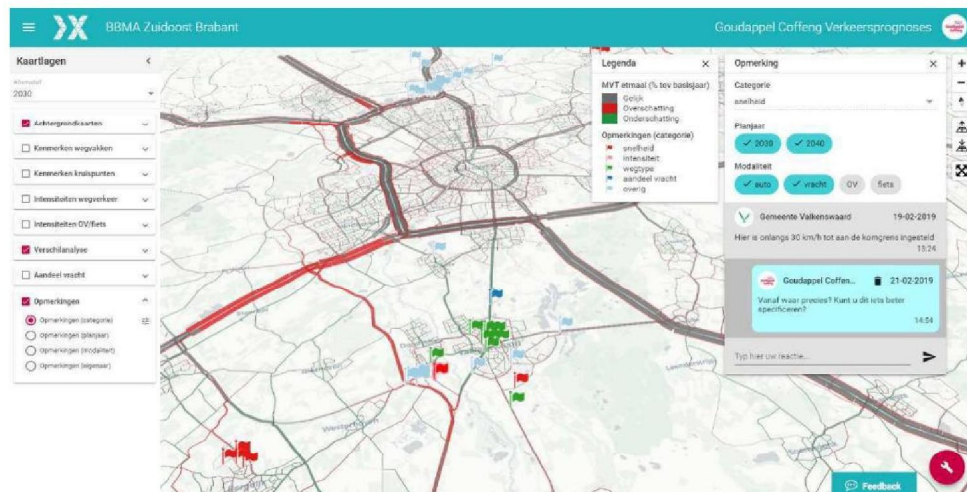 BBMA Zuidoost Brabant
Goudappel Coffeng Verkeersprognoses
Kaartlagen
2030
Achtergrondkaarten
Kenmerken wegvakken
Kenmerken kruispunten
Intensiteiten wegverkeer
Intensiteiten OV/fiets
Verschilanalyse
Aandeel vracht
Opmerkingen
Opmerkingen (categorie)
Opmerkingen (planjaar)
Opmerkingen (modaliteit)
Opmerkingen (eigenaar)
Legenda
MVT etmaal (% tov basisjaar)
Gelijk
Overschatting
Onderschatting
Opmerkingen (categorie)
snelheid
intensiteit
wegtype
aandeel vracht
overig
Opmerking
Categorie
snelheid
Planjaar
2030
2040
Modaliteit
auto
vracht
OV
fiets
Gemeente Valkenswaard 19-02-2019
Hier is onlangs 30 km/h tot aan de komgrens ingesteld
Goudappel Coffen... 21-02-2019
Vanaf waar precies? Kunt u dit iets beter
specificeren?
14:54
Typ hier uw reactie...
Feedback